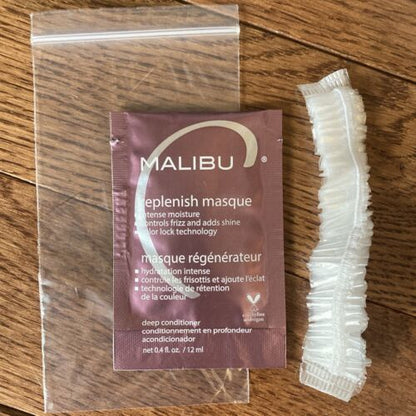 MALIBU®
replenish masque
intense moisture
controls frizz and adds shine
color lock technology
masque régénérateur
hydratation intense
contrôle les frisottis et ajoute l'éclat
technologie de rétention
de la couleur
deep conditioner
conditionnement en profondeur
acondicionador
net 0.4 fl. oz. / 12 ml